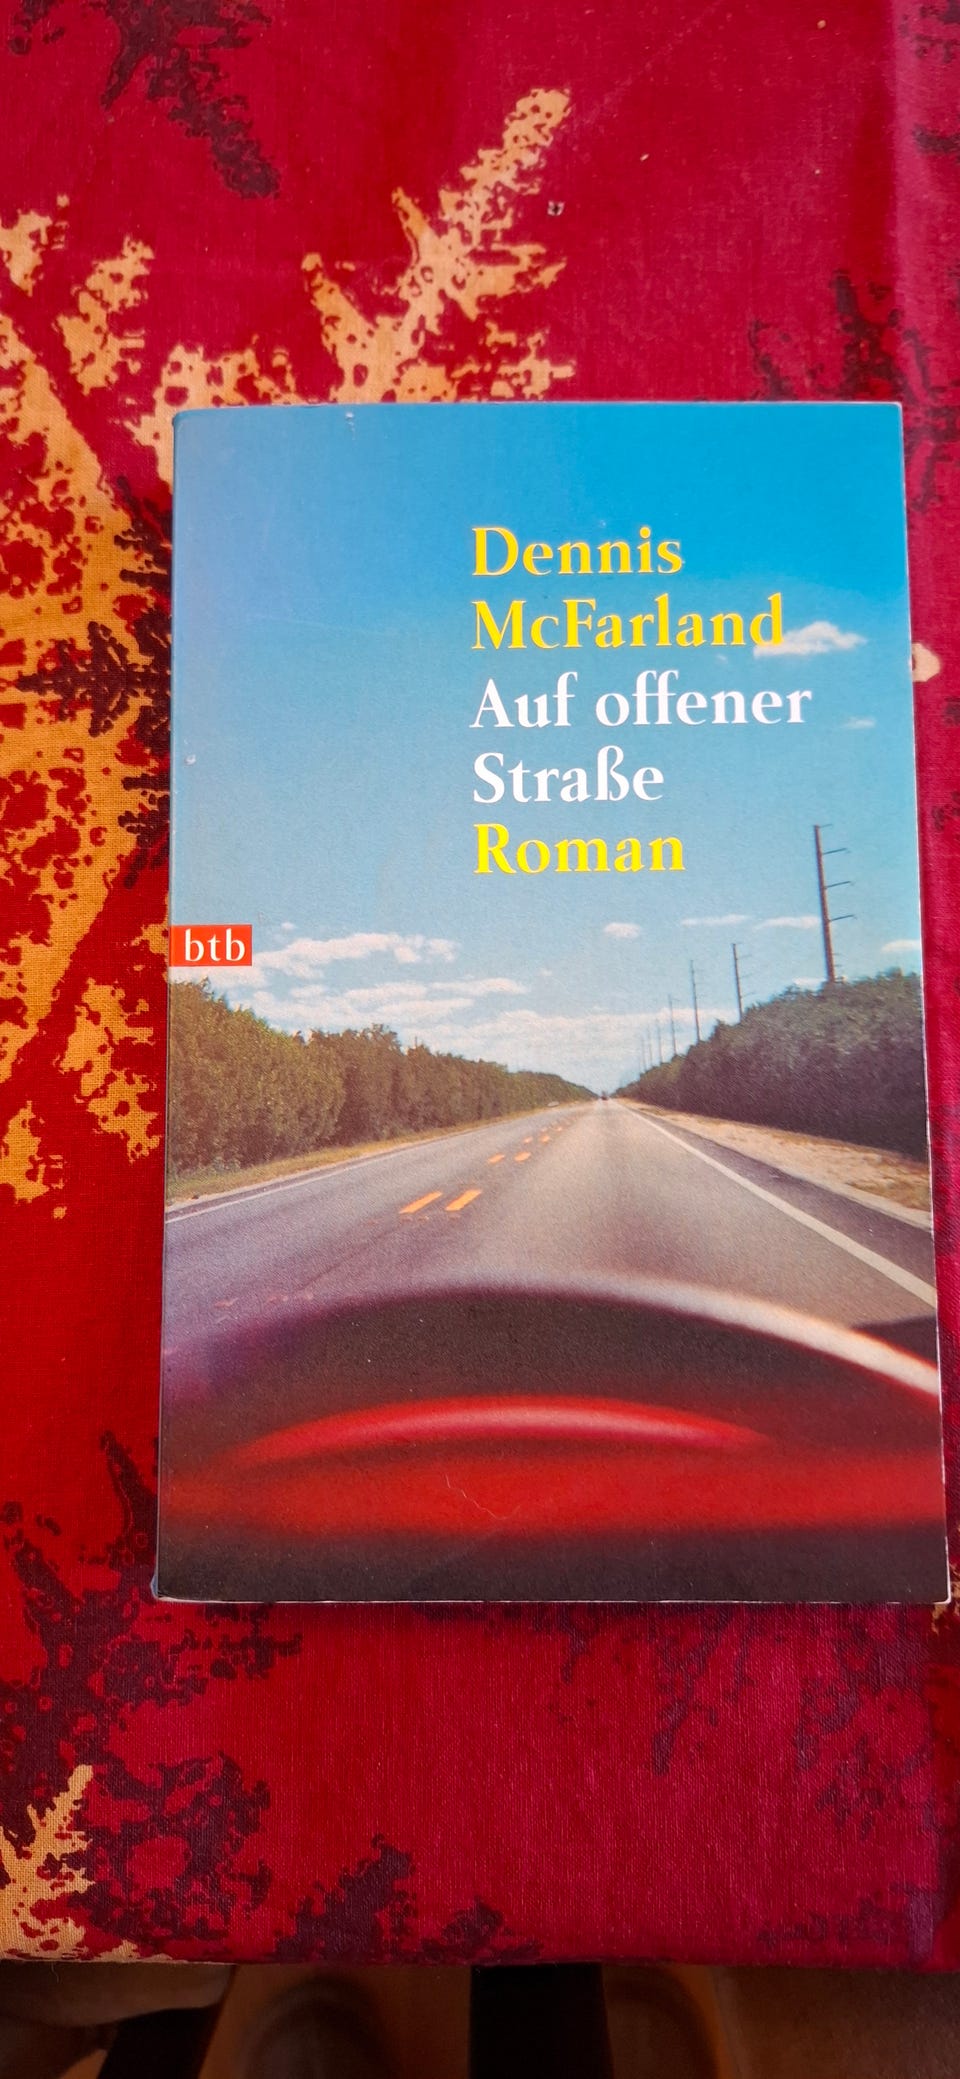 Dennis
McFarland
Auf offener
Straße
Roman
btb